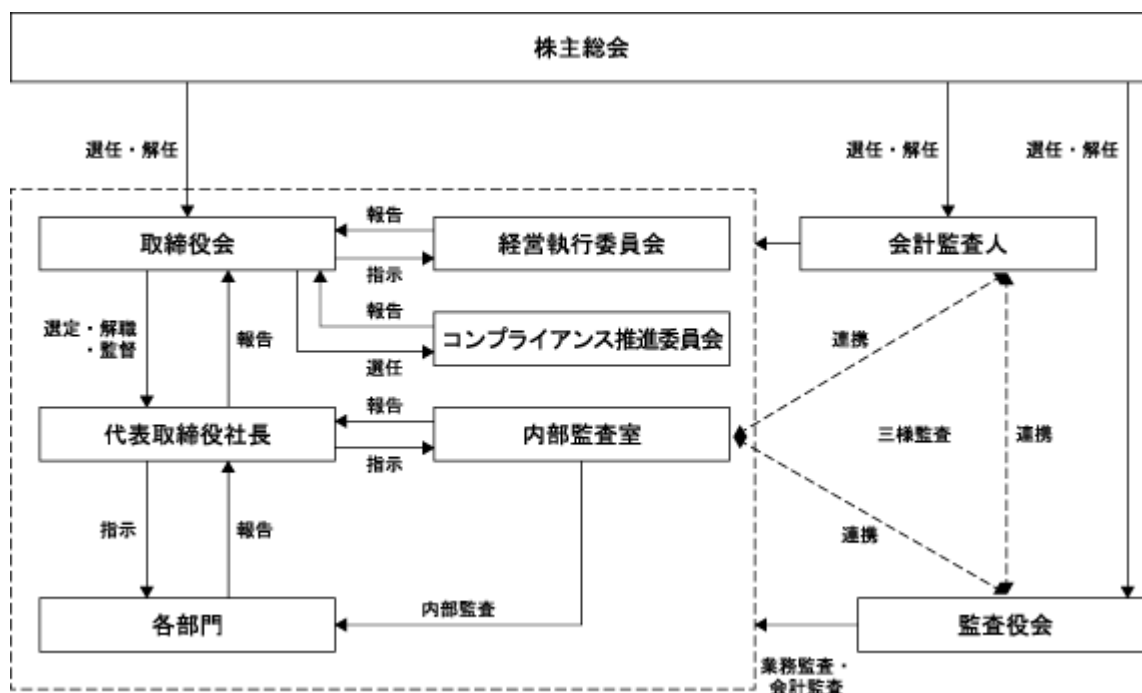 株主総会
選任・解任
選任・解任
選任・解任
取締役会
報告
指示
経営執行委員会
会計監査人
報告
選任
コンプライアンス推進委員会
選定・解職
・監督
報告
連携
代表取締役社長
報告
指示
内部監査室
三様監査
連携
指示
報告
連携
各部門
内部監査
監査役会
業務監査・
会計監査